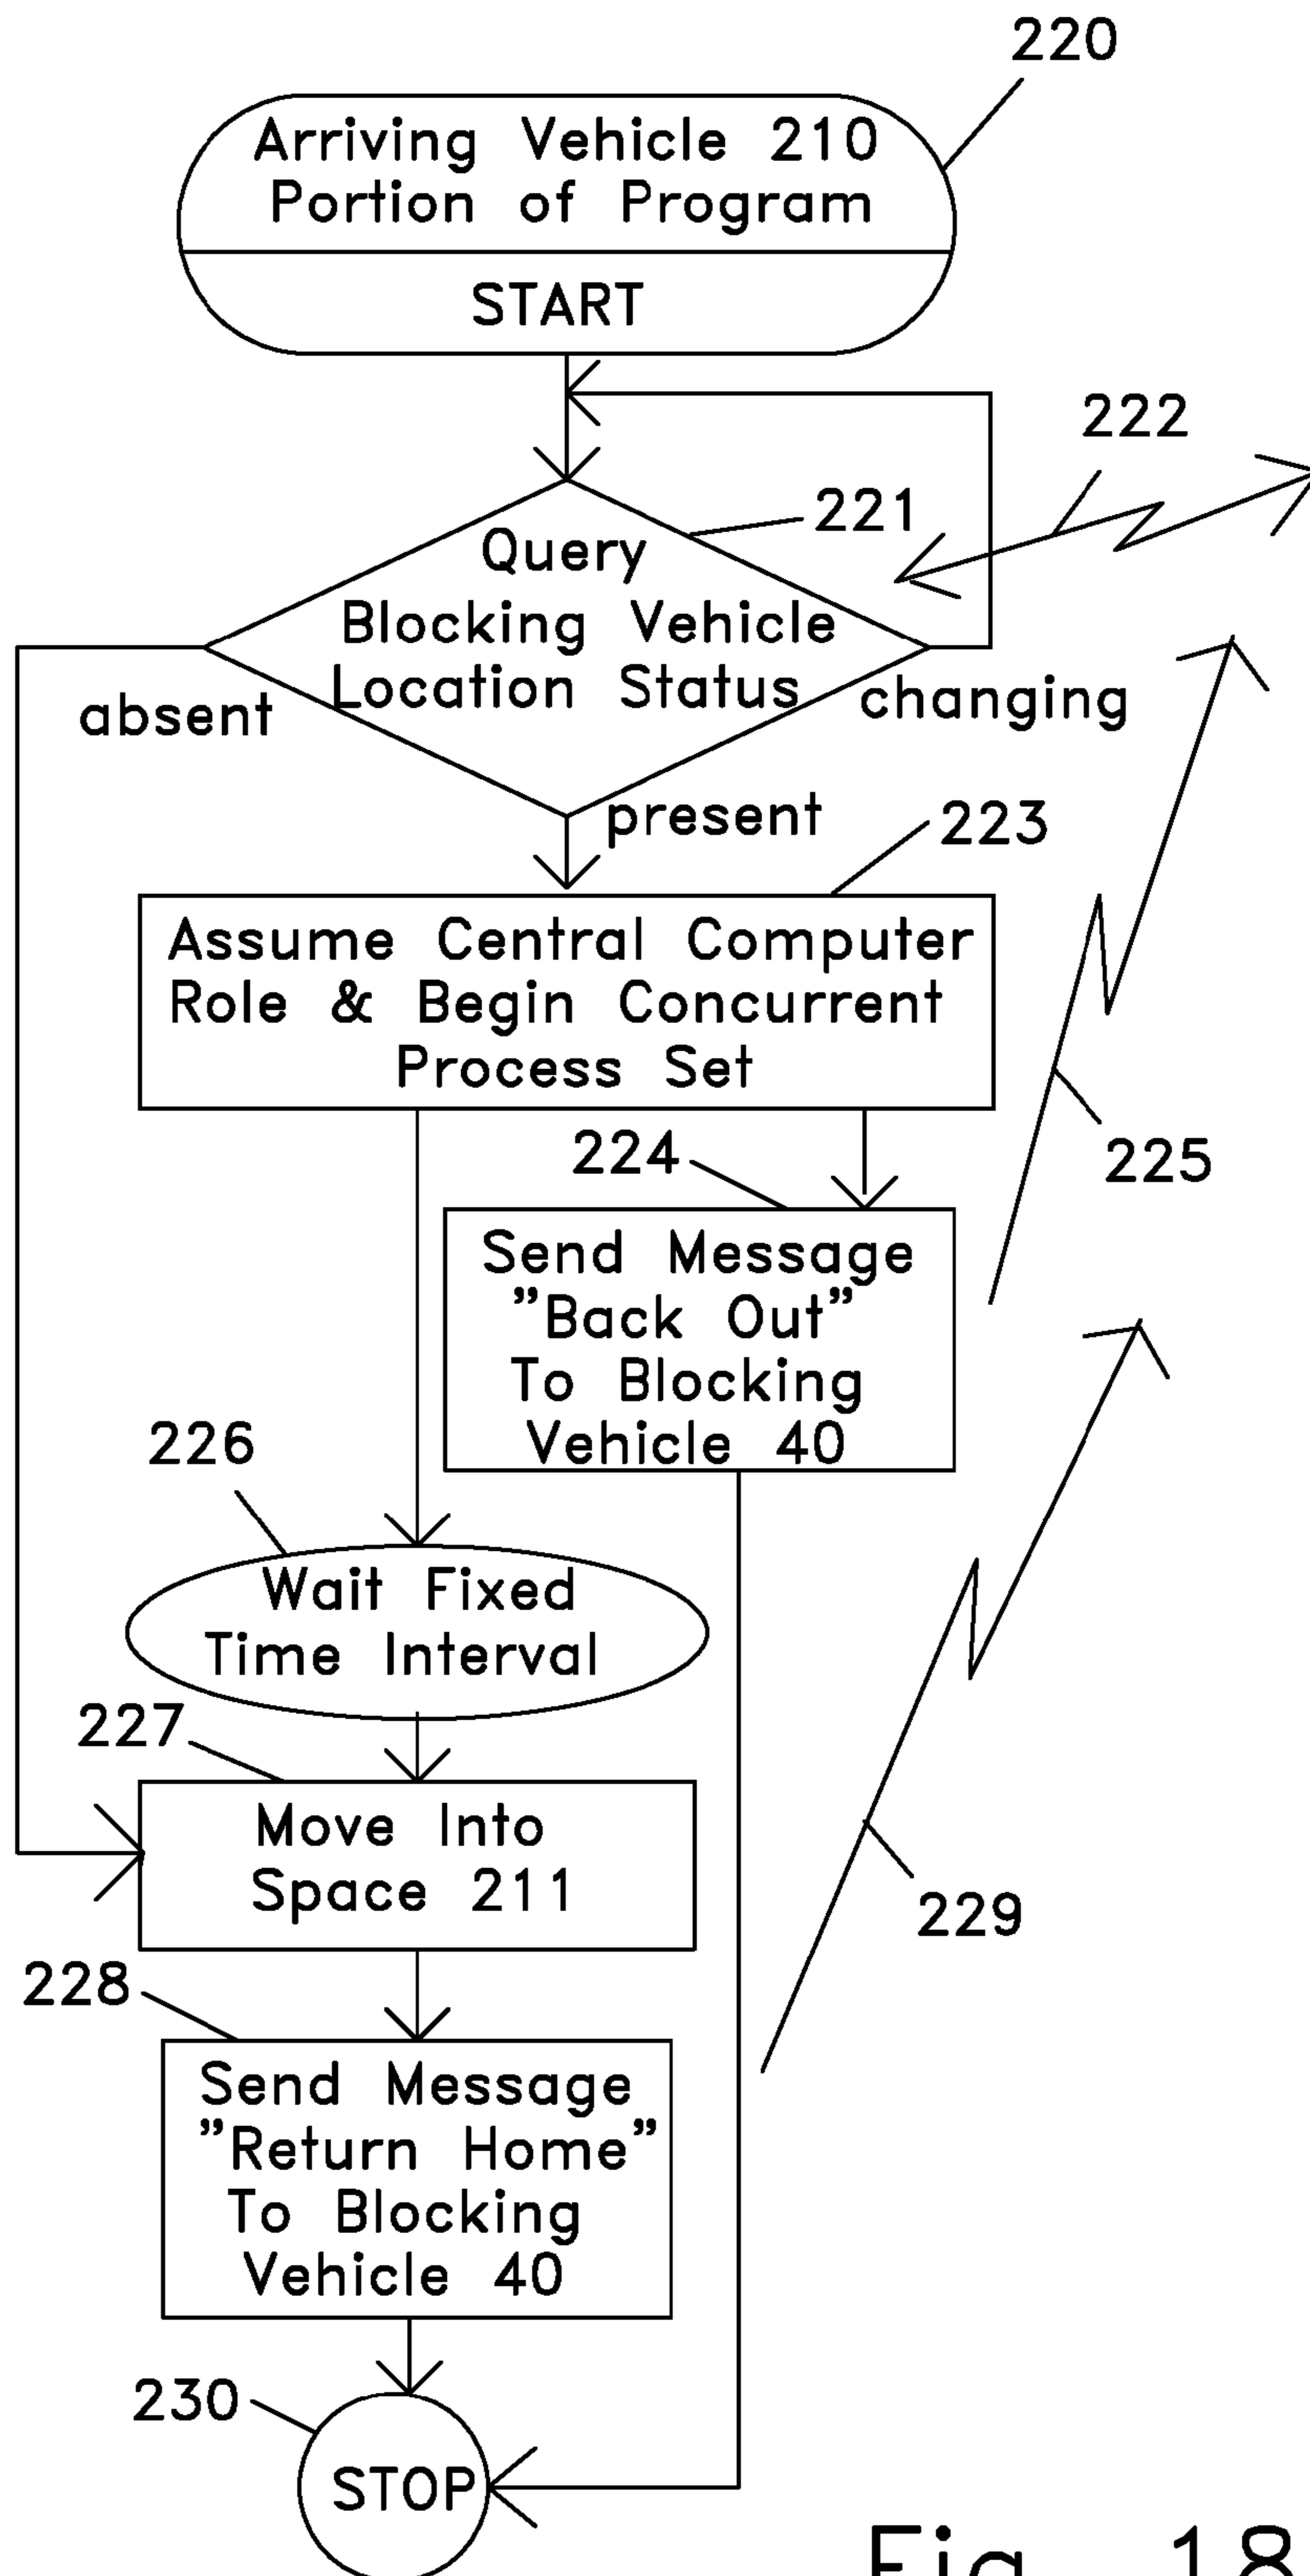 220
Arriving Vehicle 210
Portion of Program
START
222
221
Query
Blocking Vehicle
Location Status
absent
changing
present
223
Assume Central Computer
Role & Begin Concurrent
Process Set
224
225
Send Message
"Back Out"
To Blocking
Vehicle 40
226
Wait Fixed
Time Interval
227
Move Into
Space 211
229
228
Send Message
"Return Home"
To Blocking
Vehicle 40
230
STOP
Fig. 18